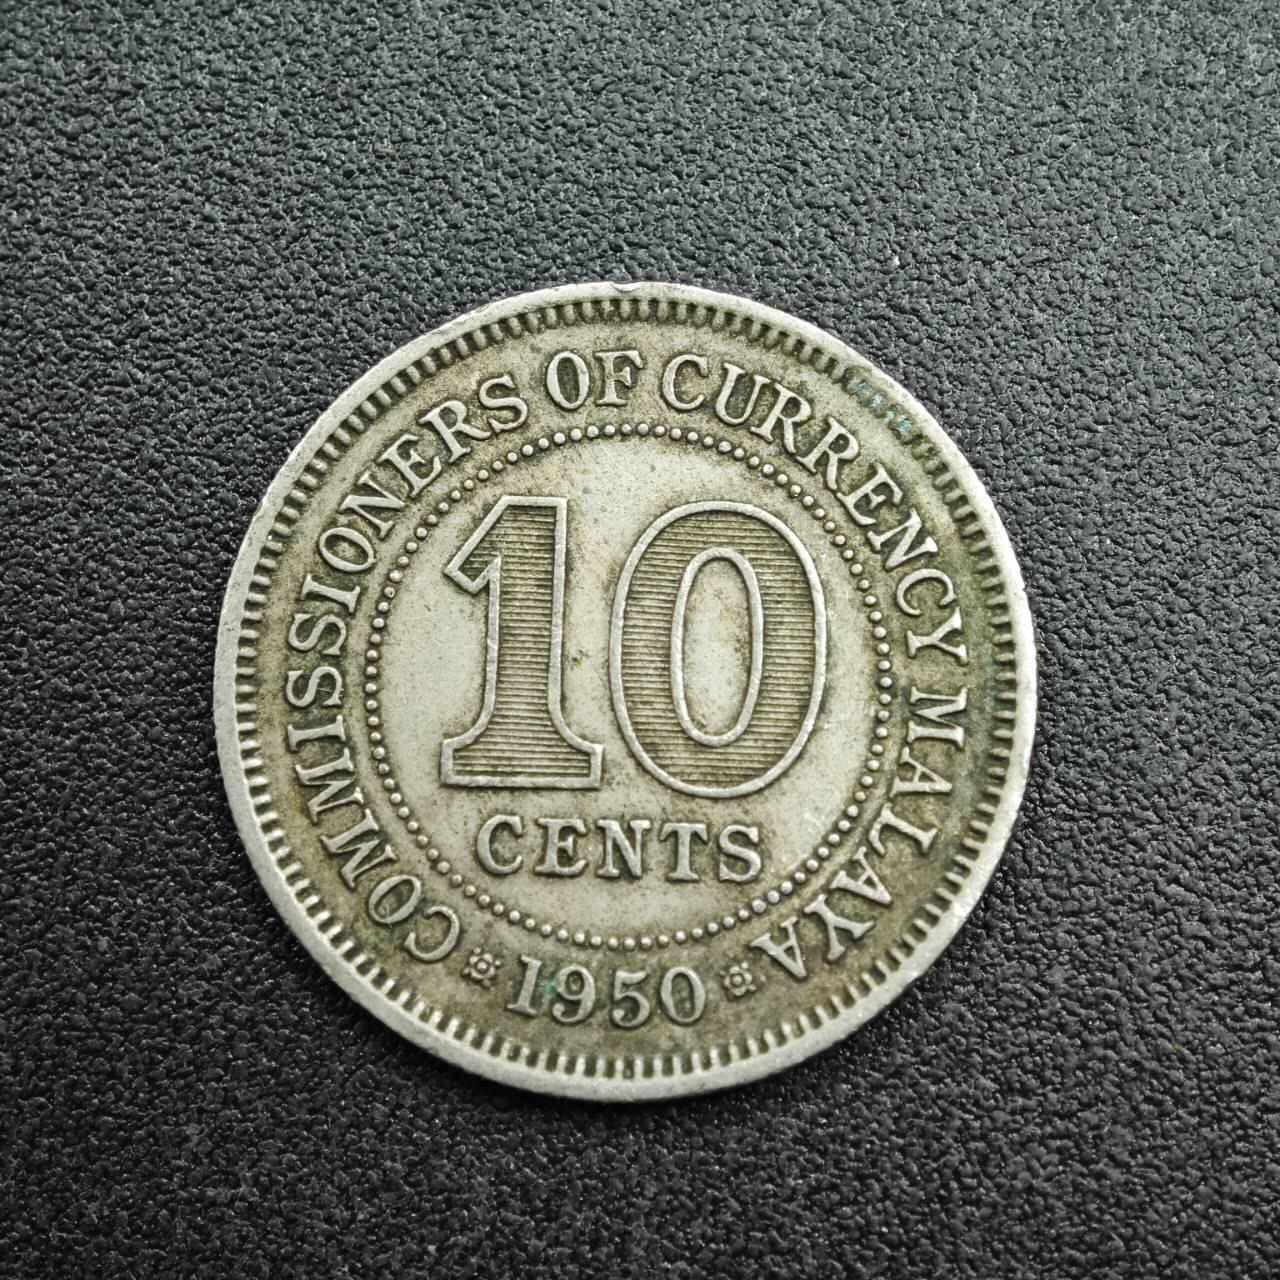 COMMISSIONERS OF CURRENCY MALAYA
10
CENTS
1950